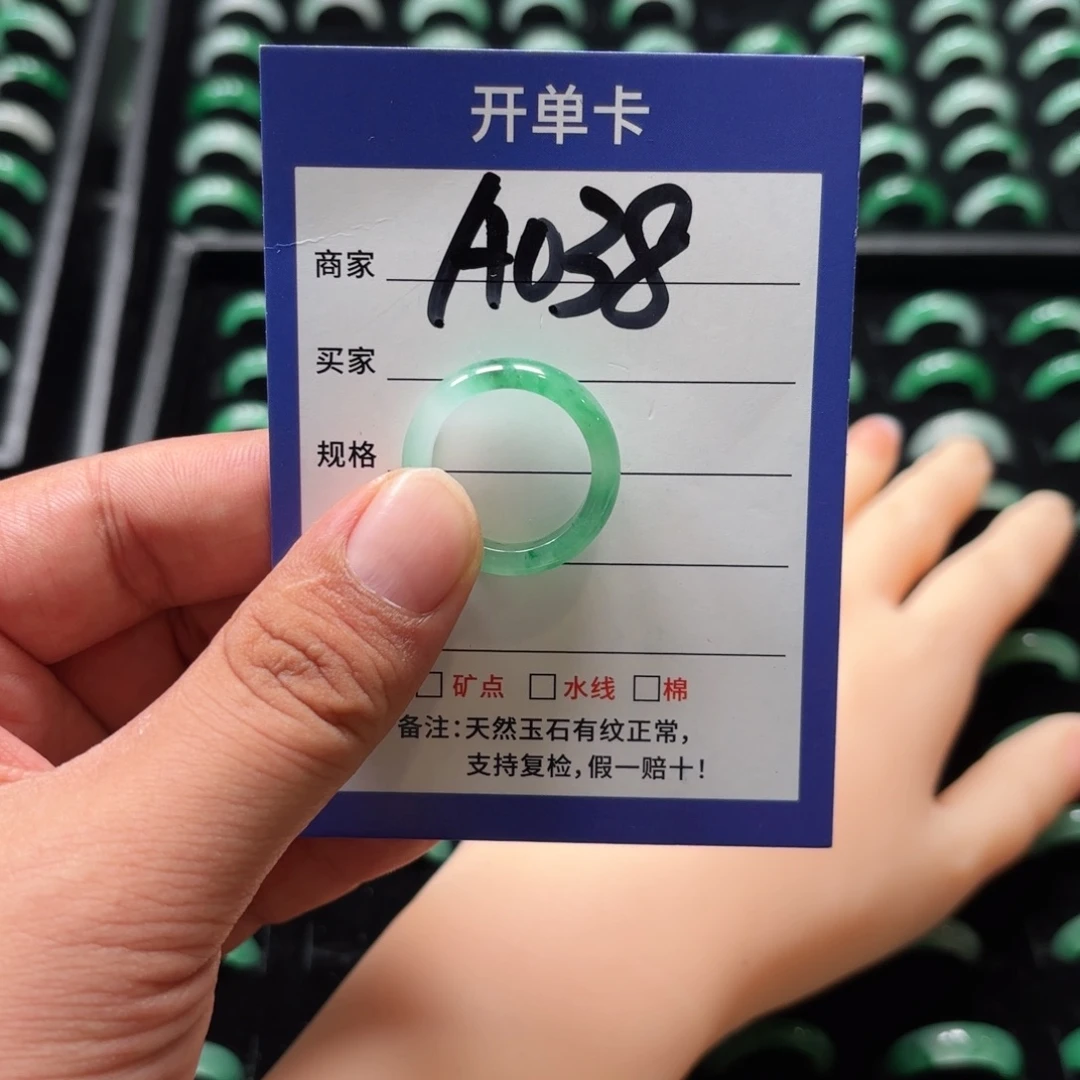 开单卡
商家 A038
买家
规格
□ 矿点 □ 水线 □ 棉
备注:天然玉石有纹正常，
支持复检,假一赔十!